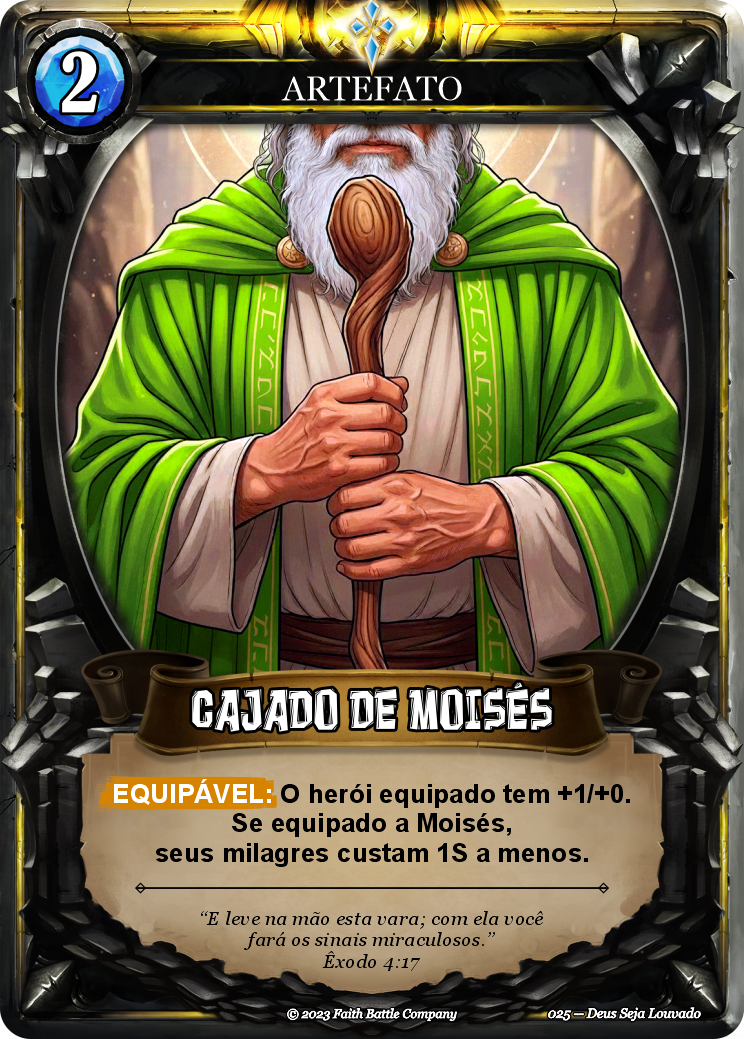 2
ARTEFATO
CAJADO DE MOISÉS
EQUIPÁVEL: O herói equipado tem +1/+0.
Se equipado a Moisés,
seus milagres custam 1S a menos.
“E leve na mão esta vara; com ela você
fará os sinais miraculosos.”
Êxodo 4:17
© 2023 Faith Battle Company
025 – Deus Seja Louvado